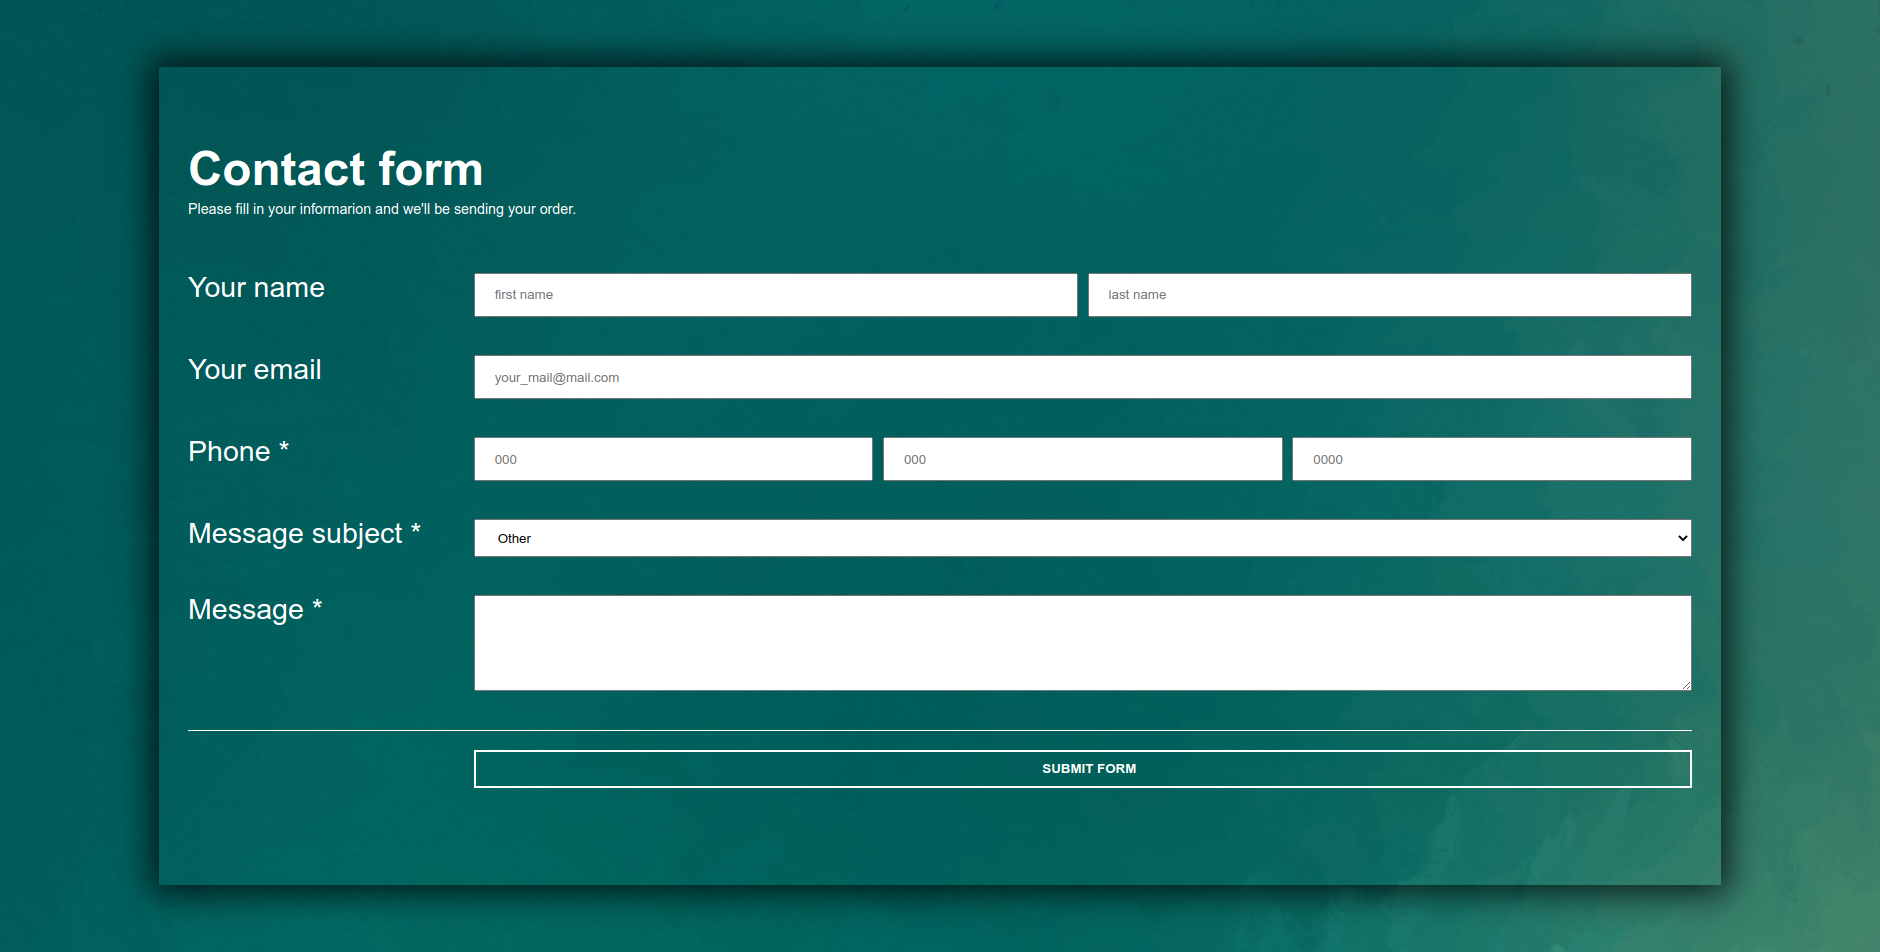 Contact form
Please fill in your informarion and we'll be sending your order.
Your name
first name
last name
Your email
your_mail@mail.com
Phone *
000
000
0000
Message subject *
Other
Message *
SUBMIT FORM